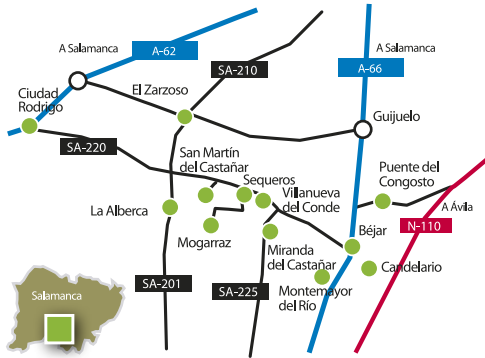 A Salamanca
A-62
SA-210
A Salamanca
A-66
Ciudad
Rodrigo
El Zarzoso
Guijuelo
SA-220
San Martín
del Castañar
Sequeros
Villanueva
del Conde
Puente del
Congosto
La Alberca
Mogarraz
A Ávila
N-110
Béjar
Miranda
del Castañar
Candelario
SA-201
SA-225
Montemayor
del Río
Salamanca